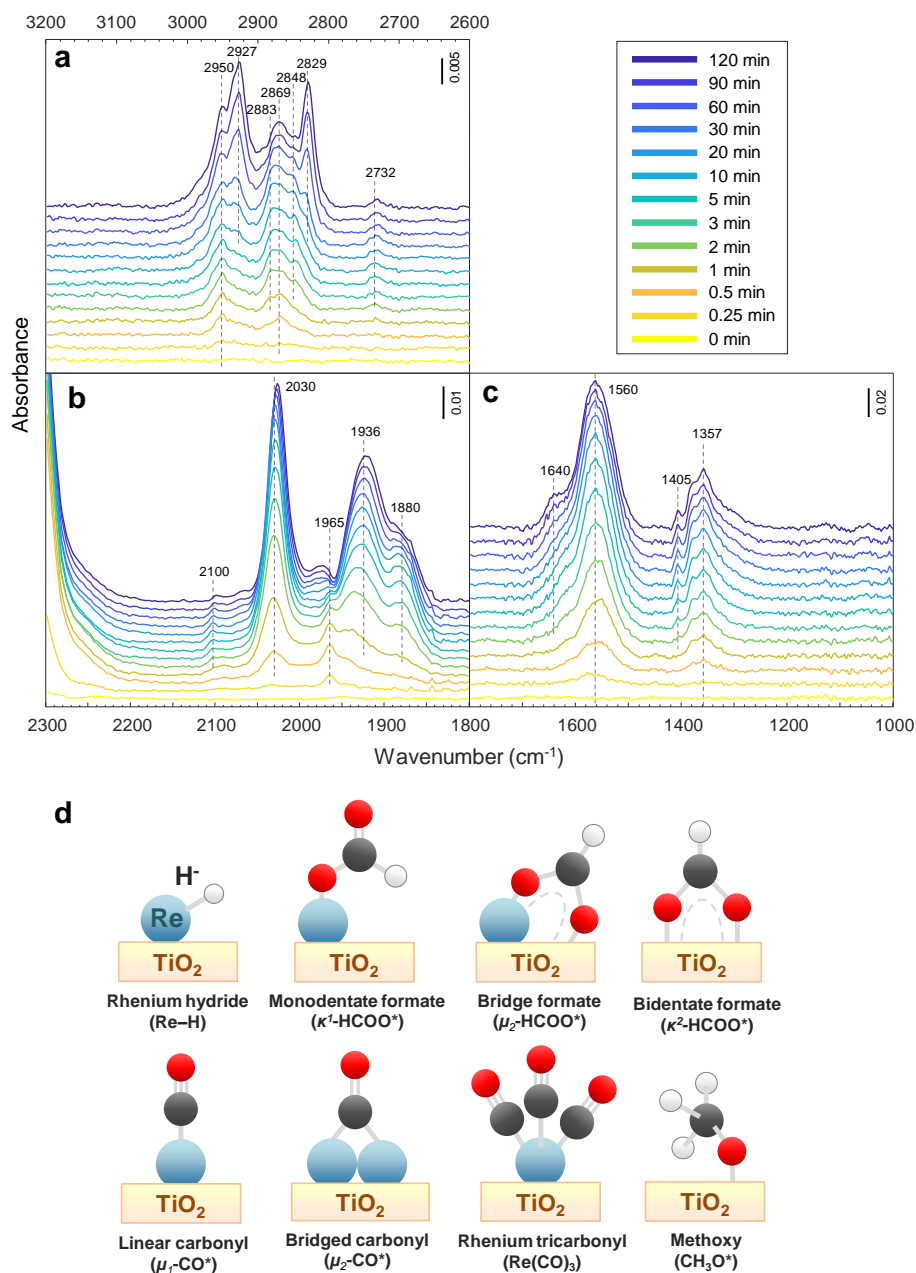 3200 3100 3000 2900 2800 2700 2600
a
2927
2950 2829
2848
2869
2883
2732
0.005
120 min
90 min
60 min
30 min
20 min
10 min
5 min
3 min
2 min
1 min
0.5 min
0.25 min
0 min
Absorbance
b
2030
0.01
1936
1965
1880
2100
c
1560
0.02
1357
1405
1640
2300 2200 2100 2000 1900 1800
1600 1400 1200 1000
Wavenumber (cm⁻¹)
d
H⁻
Re
TiO₂ TiO₂ TiO₂ TiO₂
Rhenium hydride Monodentate formate Bridge formate Bidentate formate
(Re–H) (κ¹-HCOO*) (μ₂-HCOO*) (κ²-HCOO*)
TiO₂ TiO₂ TiO₂ TiO₂
Linear carbonyl Bridged carbonyl Rhenium tricarbonyl Methoxy
(μ₁-CO*) (μ₂-CO*) (Re(CO)₃) (CH₃O*)